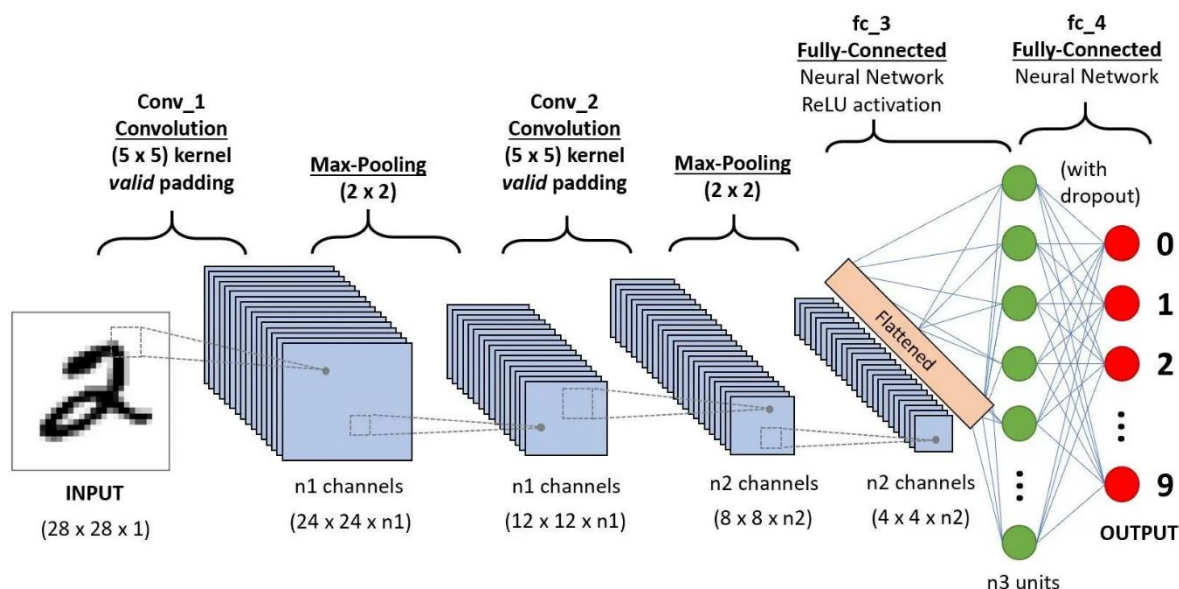 fc_3
Fully-Connected
Neural Network
ReLU activation
fc_4
Fully-Connected
Neural Network
Conv_1
Convolution
(5 x 5) kernel
valid padding
Max-Pooling
(2 x 2)
Conv_2
Convolution
(5 x 5) kernel
valid padding
Max-Pooling
(2 x 2)
(with
dropout)
Flattened
0
1
2
9
2
INPUT
(28 x 28 x 1)
n1 channels
(24 x 24 x n1)
n1 channels
(12 x 12 x n1)
n2 channels
(8 x 8 x n2)
n2 channels
(4 x 4 x n2)
n3 units
OUTPUT